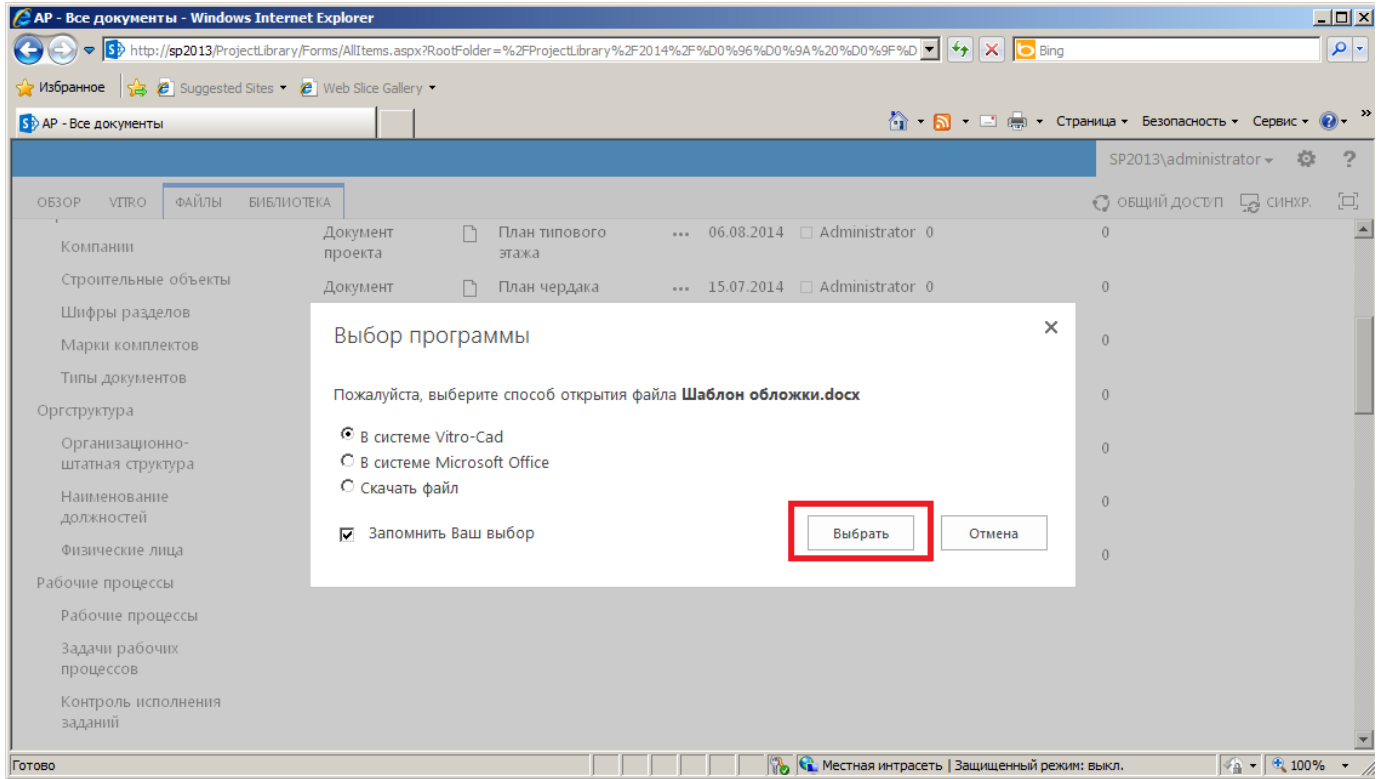 АР - Все документы - Windows Internet Explorer
http://sp2013/ProjectLibrary/Forms/AllItems.aspx?RootFolder=%2FProjectLibrary%2F2014%2F%D0%96%D0%9A%20%D0%9F%D
Bing
Избранное Suggested Sites Web Slice Gallery
АР - Все документы
Страница Безопасность Сервис »
SP2013\administrator ?
ОБЗОР VITRO ФАЙЛЫ БИБЛИОТЕКА ОБЩИЙ ДОСТУП СИНХР.
Компании
Строительные объекты
Шифры разделов
Марки комплектов
Типы документов
Оргструктура
Организационно-
штатная структура
Наименование
должностей
Физические лица
Рабочие процессы
Рабочие процессы
Задачи рабочих
процессов
Контроль исполнения
заданий
Документ План типового ... 06.08.2014 Administrator 0 0
проекта этажа
Документ План чердака ... 15.07.2014 Administrator 0 0
0
0
0
0
0
Выбор программы
Пожалуйста, выберите способ открытия файла Шаблон обложки.docx
В системе Vitro-Cad
В системе Microsoft Office
Скачать файл
Запомнить Ваш выбор
Выбрать Отмена
Готово Местная интрасеть | Защищенный режим: выкл. 100%